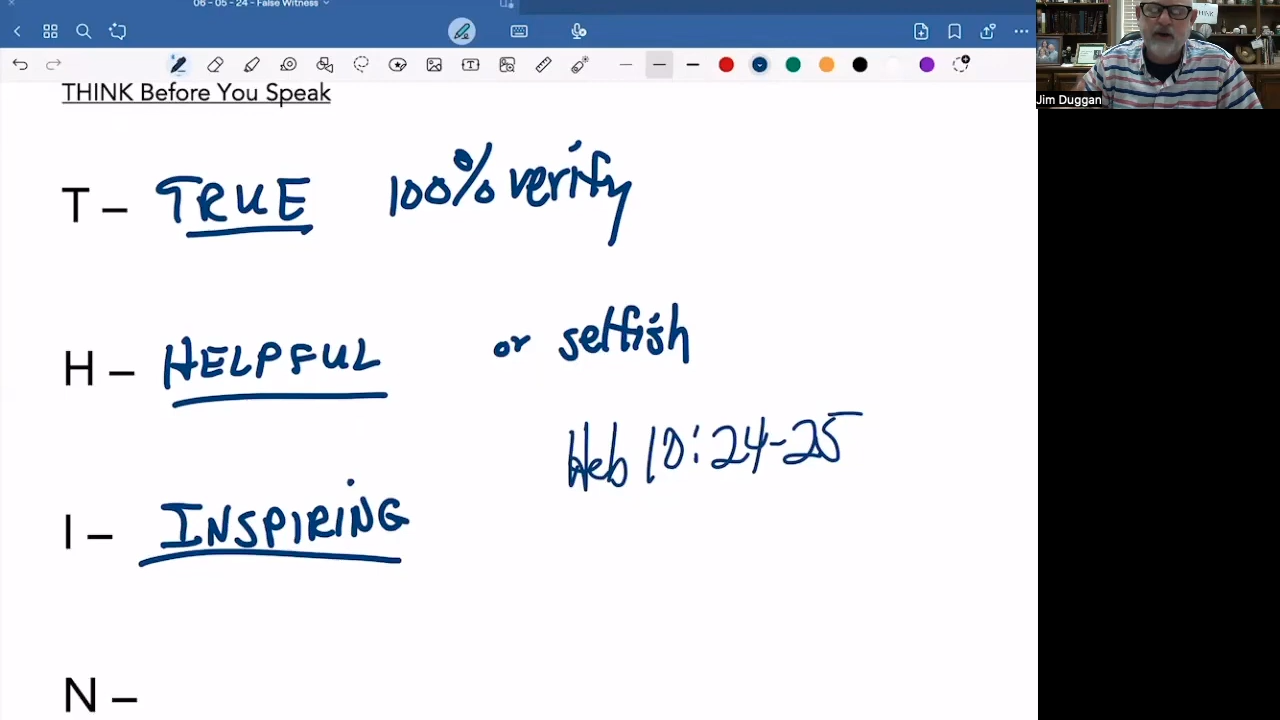 06 - 05 - 24 - False Witness
THINK
Jim Duggan
THINK Before You Speak
T – TRUE 100% verify
H – HELPFUL or selfish
Heb 10:24-25
I – INSPIRING
N –